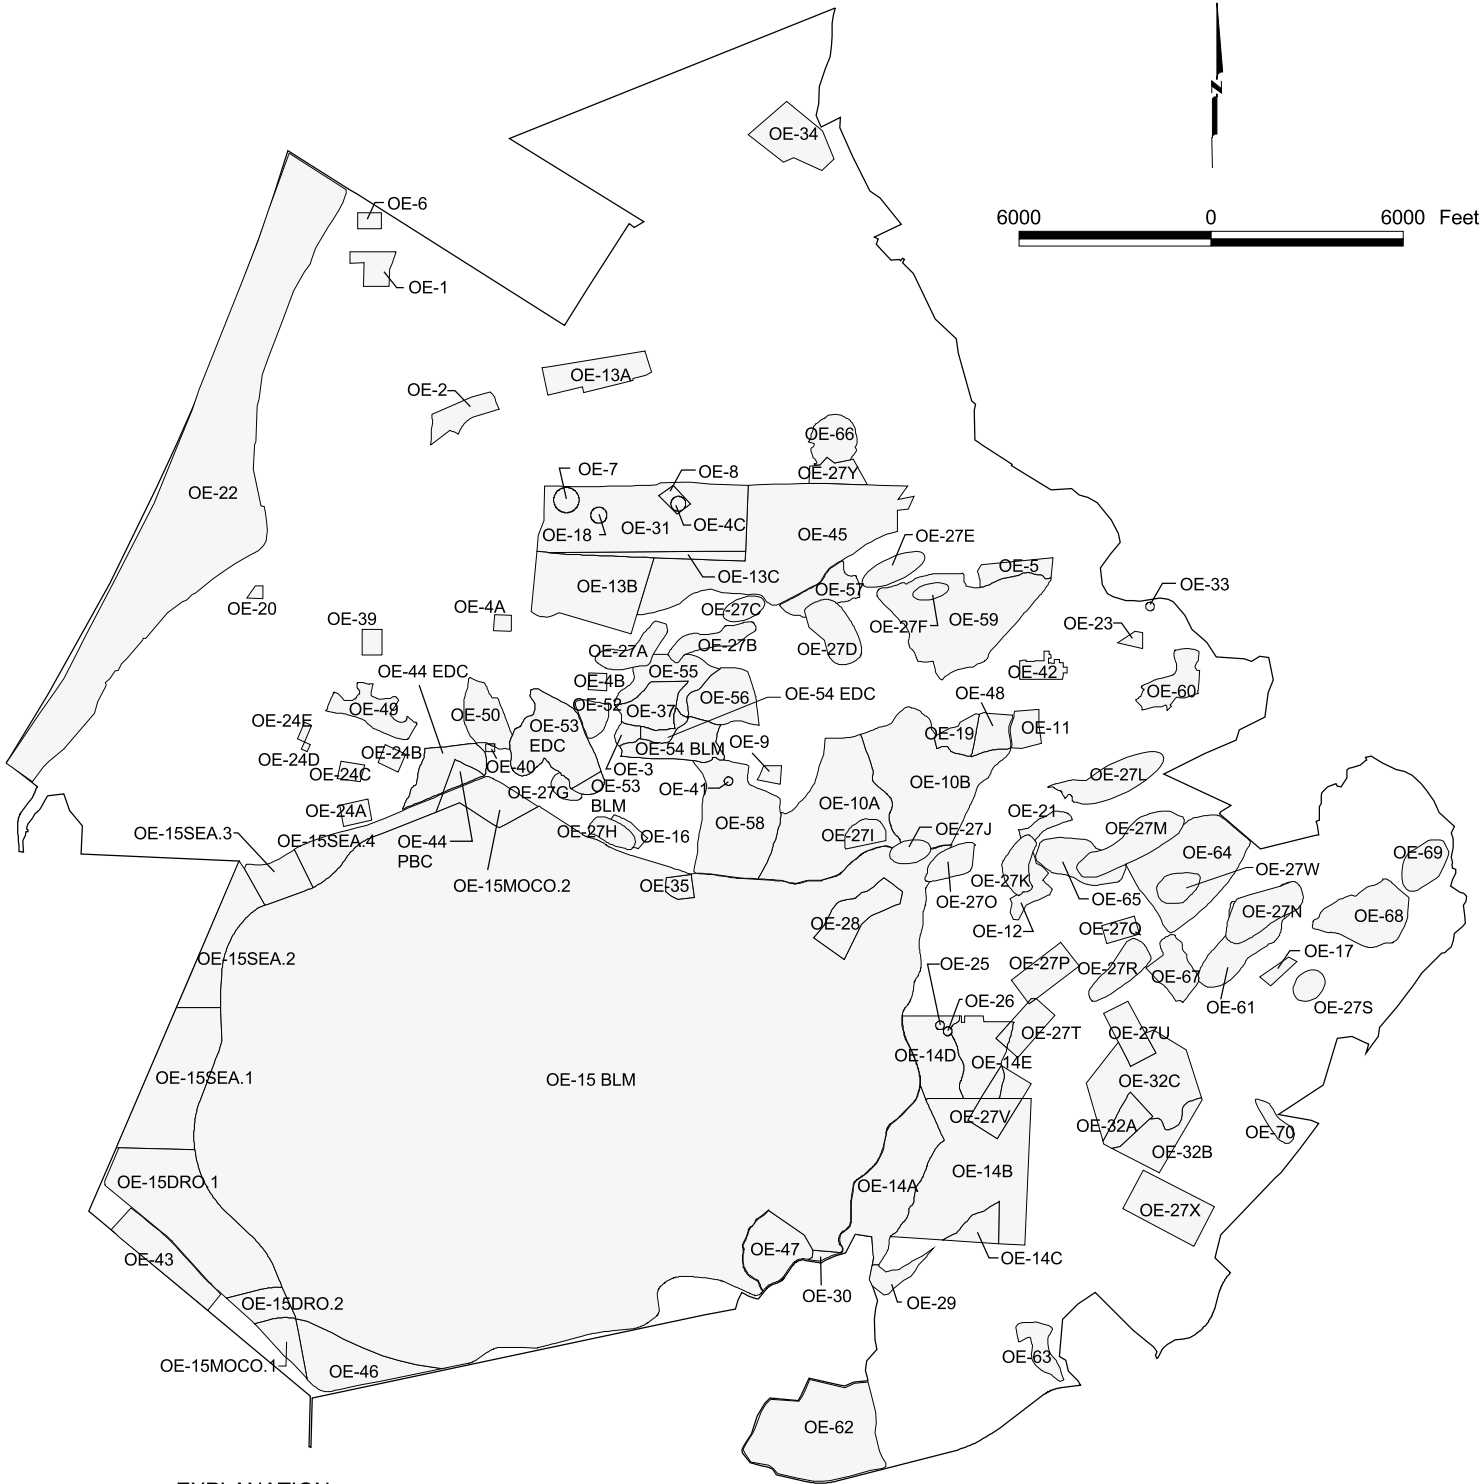 N
6000 0 6000 Feet
OE-34
OE-6
OE-1
OE-13A
OE-2
OE-66
OE-27Y
OE-7
OE-8
OE-22
OE-18
OE-31
OE-4C
OE-45
OE-27E
OE-13B
OE-13C
OE-57
OE-5
OE-33
OE-20
OE-39
OE-4A
OE-27C
OE-27F
OE-59
OE-23
OE-27A
OE-27B
OE-27D
OE-44 EDC
OE-4B
OE-55
OE-42
OE-60
OE-49
OE-50
OE-52
OE-37
OE-56
OE-54 EDC
OE-48
OE-24E
OE-53
EDC
OE-19
OE-11
OE-24D
OE-24B
OE-54 BLM
OE-9
OE-24C
OE-40
OE-3
OE-27L
OE-27G
OE-53
BLM
OE-41
OE-10B
OE-24A
OE-10A
OE-21
OE-15SEA.3
OE-15SEA.4
OE-44
PBC
OE-27H
OE-16
OE-58
OE-27I
OE-27J
OE-27M
OE-64
OE-69
OE-15MOCO.2
OE-35
OE-27K
OE-27W
OE-27O
OE-65
OE-28
OE-12
OE-27Q
OE-27N
OE-68
OE-15SEA.2
OE-25
OE-27P
OE-27R
OE-67
OE-17
OE-26
OE-61
OE-27S
OE-27T
OE-27U
OE-14D
OE-14E
OE-15SEA.1
OE-15 BLM
OE-32C
OE-27V
OE-32A
OE-70
OE-32B
OE-15DRO.1
OE-14A
OE-14B
OE-27X
OE-43
OE-47
OE-14C
OE-30
OE-29
OE-15DRO.2
OE-15MOCO.1
OE-46
OE-63
OE-62
EXPLANATION